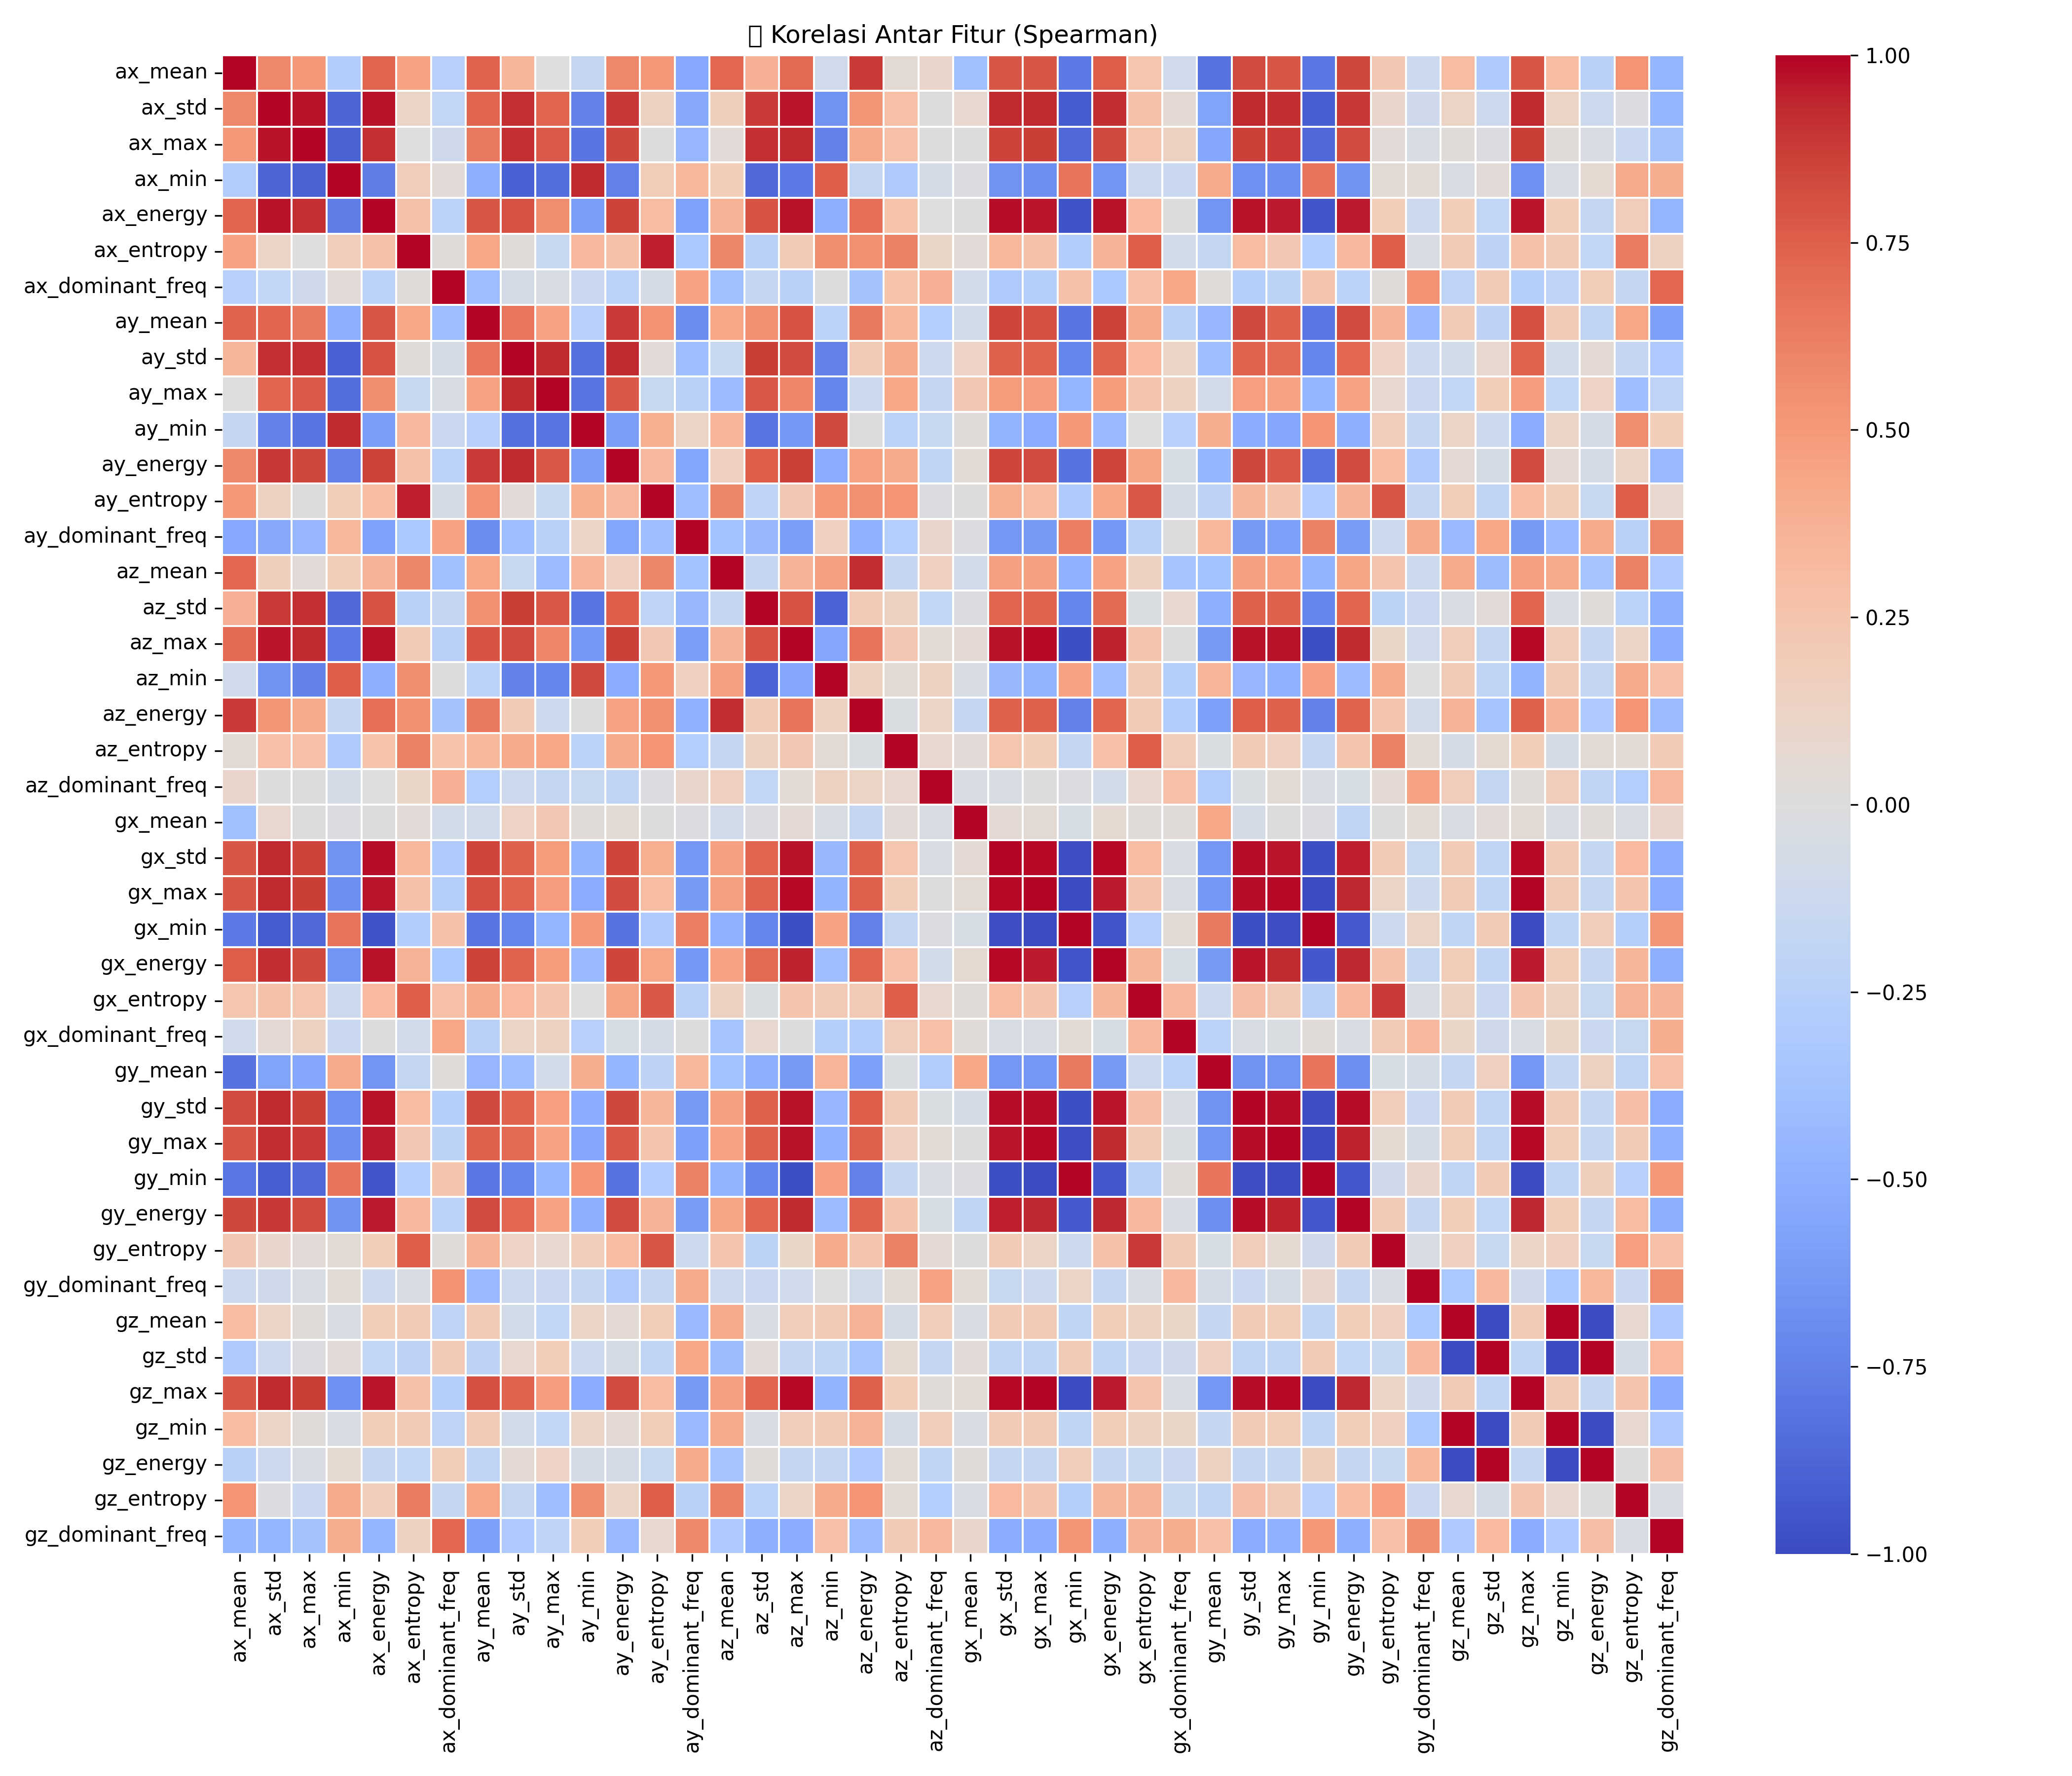 ▯ Korelasi Antar Fitur (Spearman)
ax_mean
ax_std
ax_max
ax_min
ax_energy
ax_entropy
ax_dominant_freq
ay_mean
ay_std
ay_max
ay_min
ay_energy
ay_entropy
ay_dominant_freq
az_mean
az_std
az_max
az_min
az_energy
az_entropy
az_dominant_freq
gx_mean
gx_std
gx_max
gx_min
gx_energy
gx_entropy
gx_dominant_freq
gy_mean
gy_std
gy_max
gy_min
gy_energy
gy_entropy
gy_dominant_freq
gz_mean
gz_std
gz_max
gz_min
gz_energy
gz_entropy
gz_dominant_freq
ax_mean
ax_std
ax_max
ax_min
ax_energy
ax_entropy
ax_dominant_freq
ay_mean
ay_std
ay_max
ay_min
ay_energy
ay_entropy
ay_dominant_freq
az_mean
az_std
az_max
az_min
az_energy
az_entropy
az_dominant_freq
gx_mean
gx_std
gx_max
gx_min
gx_energy
gx_entropy
gx_dominant_freq
gy_mean
gy_std
gy_max
gy_min
gy_energy
gy_entropy
gy_dominant_freq
gz_mean
gz_std
gz_max
gz_min
gz_energy
gz_entropy
gz_dominant_freq
1.00
0.75
0.50
0.25
0.00
−0.25
−0.50
−0.75
−1.00